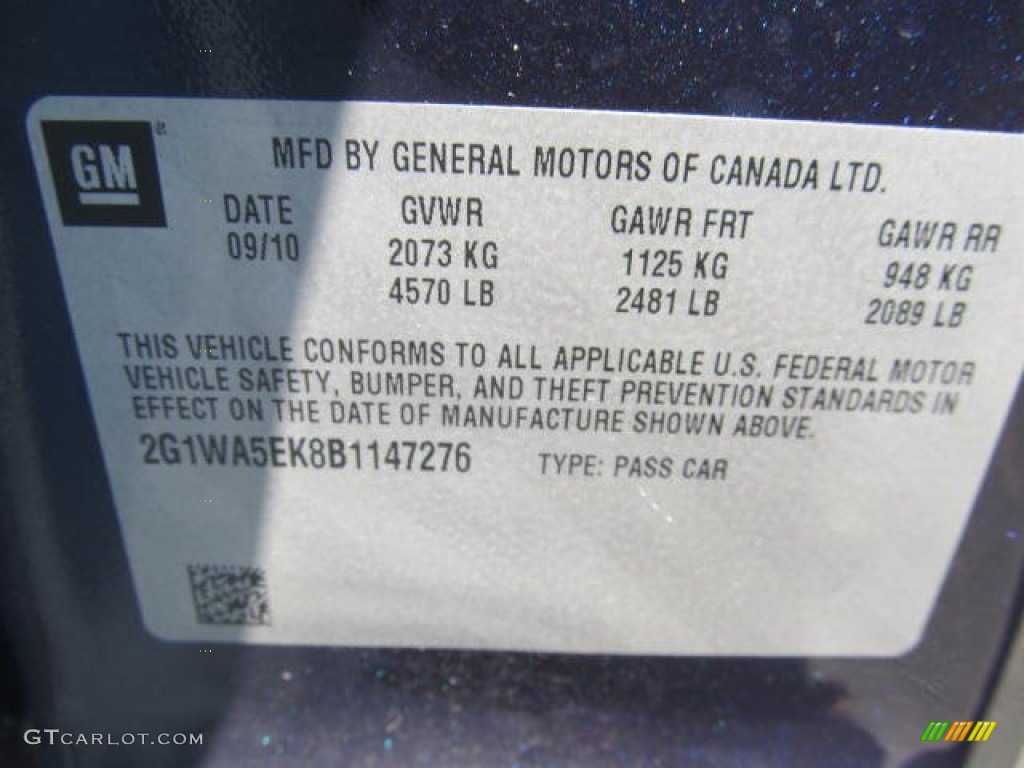 GM
MFD BY GENERAL MOTORS OF CANADA LTD.
DATE GVWR GAWR FRT GAWR RR
09/10 2073 KG 1125 KG 948 KG
4570 LB 2481 LB 2089 LB
THIS VEHICLE CONFORMS TO ALL APPLICABLE U.S. FEDERAL MOTOR
VEHICLE SAFETY, BUMPER, AND THEFT PREVENTION STANDARDS IN
EFFECT ON THE DATE OF MANUFACTURE SHOWN ABOVE.
2G1WA5EK8B1147276 TYPE: PASS CAR
GTCARLOT.COM